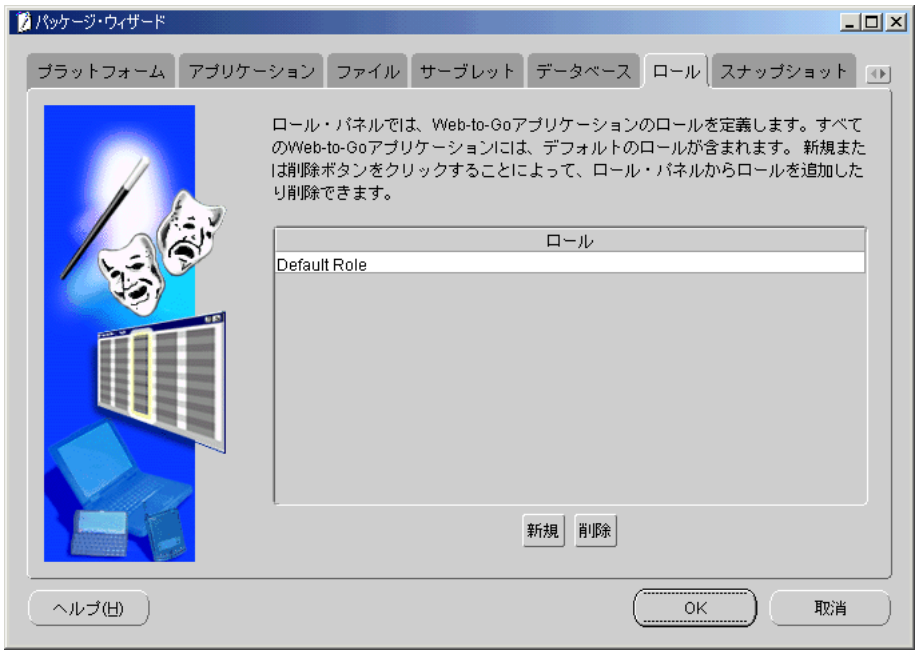 パッケージ・ウィザード
プラットフォーム アプリケーション ファイル サーブレット データベース ロール スナップショット
ロール・パネルでは、Web-to-Goアプリケーションのロールを定義します。すべて
のWeb-to-Goアプリケーションには、デフォルトのロールが含まれます。 新規また
は削除ボタンをクリックすることによって、ロール・パネルからロールを追加した
り削除できます。
ロール
Default Role
新規 削除
ヘルプ(H) OK 取消